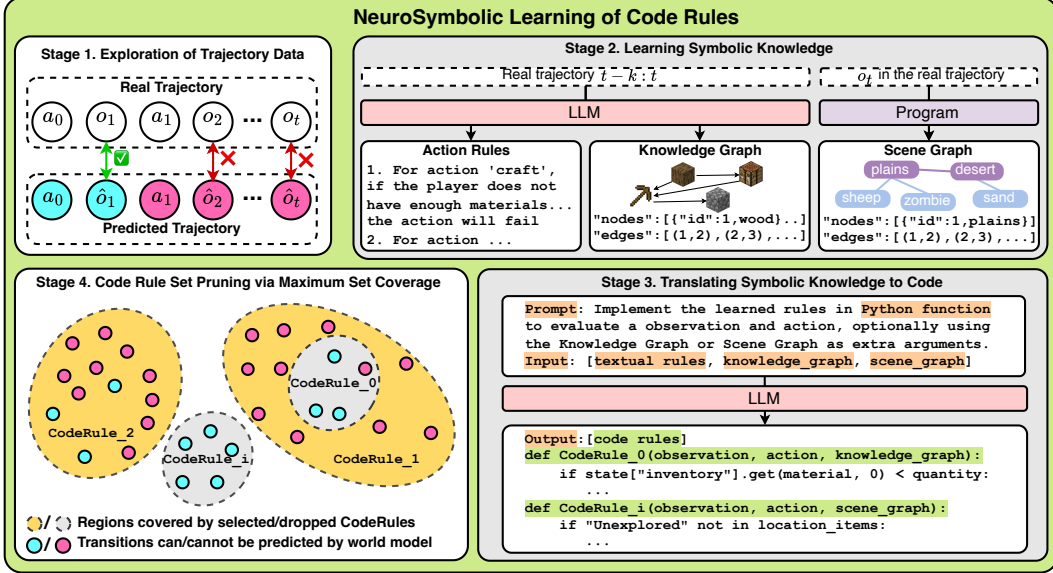 NeuroSymbolic Learning of Code Rules
Stage 1. Exploration of Trajectory Data
Real Trajectory
a₀ o₁ a₁ o₂ ... oₜ
a₀ ô₁ a₁ ô₂ ... ôₜ
Predicted Trajectory
Stage 2. Learning Symbolic Knowledge
Real trajectory t − k : t
oₜ in the real trajectory
LLM
Program
Action Rules
1. For action 'craft',
if the player does not
have enough materials...
the action will fail
2. For action ...
Knowledge Graph
"nodes":[{"id":1,wood}..]
"edges":[(1,2),(2,3),...]
Scene Graph
plains
desert
sheep
zombie
sand
"nodes":[{"id":1,plains}]
"edges":[(1,2),(2,3),...]
Stage 4. Code Rule Set Pruning via Maximum Set Coverage
CodeRule_0
CodeRule_2
CodeRule_i
CodeRule_1
/ Regions covered by selected/dropped CodeRules
/ Transitions can/cannot be predicted by world model
Stage 3. Translating Symbolic Knowledge to Code
Prompt: Implement the learned rules in Python function
to evaluate a observation and action, optionally using
the Knowledge Graph or Scene Graph as extra arguments.
Input: [textual rules, knowledge_graph, scene_graph]
LLM
Output:[code rules]
def CodeRule_0(observation, action, knowledge_graph):
if state["inventory"].get(material, 0) < quantity:
...
def CodeRule_i(observation, action, scene_graph):
if "Unexplored" not in location_items:
...